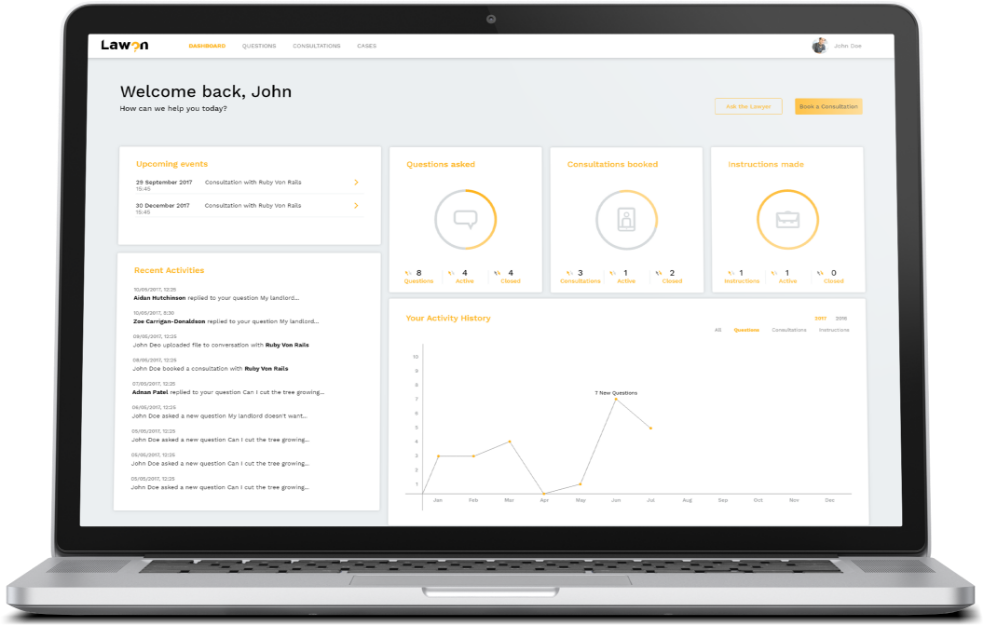 Lawon
DASHBOARD QUESTIONS CONSULTATIONS CASES
John Doe
Welcome back, John
How can we help you today?
Ask the Lawyer
Book a Consultation
Upcoming events
29 September 2017 Consultation with Ruby Von Rails
15:45
30 December 2017 Consultation with Ruby Von Rails
15:45
Recent Activities
10/05/2017, 12:25
Aidan Hutchinson replied to your question My landlord...
10/05/2017, 8:30
Zoe Carrigan-Donaldson replied to your question My landlord...
09/05/2017, 12:25
John Deo uploaded file to conversation with Ruby Von Rails
08/05/2017, 12:25
John Deo booked a consultation with Ruby Von Rails
07/05/2017, 12:25
Adnan Patel replied to your question Can I cut the tree growing...
06/05/2017, 12:25
John Doe asked a new question My landlord doesn't want...
05/05/2017, 12:25
John Doe asked a new question Can I cut the tree growing...
05/05/2017, 12:25
John Doe asked a new question Can I cut the tree growing...
05/05/2017, 12:25
John Doe asked a new question Can I cut the tree growing...
Questions asked
8 4 4
Questions Active Closed
Consultations booked
3 1 2
Consultations Active Closed
Instructions made
1 1 0
Instructions Active Closed
Your Activity History
2017 2016
All Questions Consultations Instructions
10
9
8
7
6
5
4
3
2
1
7 New Questions
Jan Feb Mar Apr May Jun Jul Aug Sep Oct Nov Dec